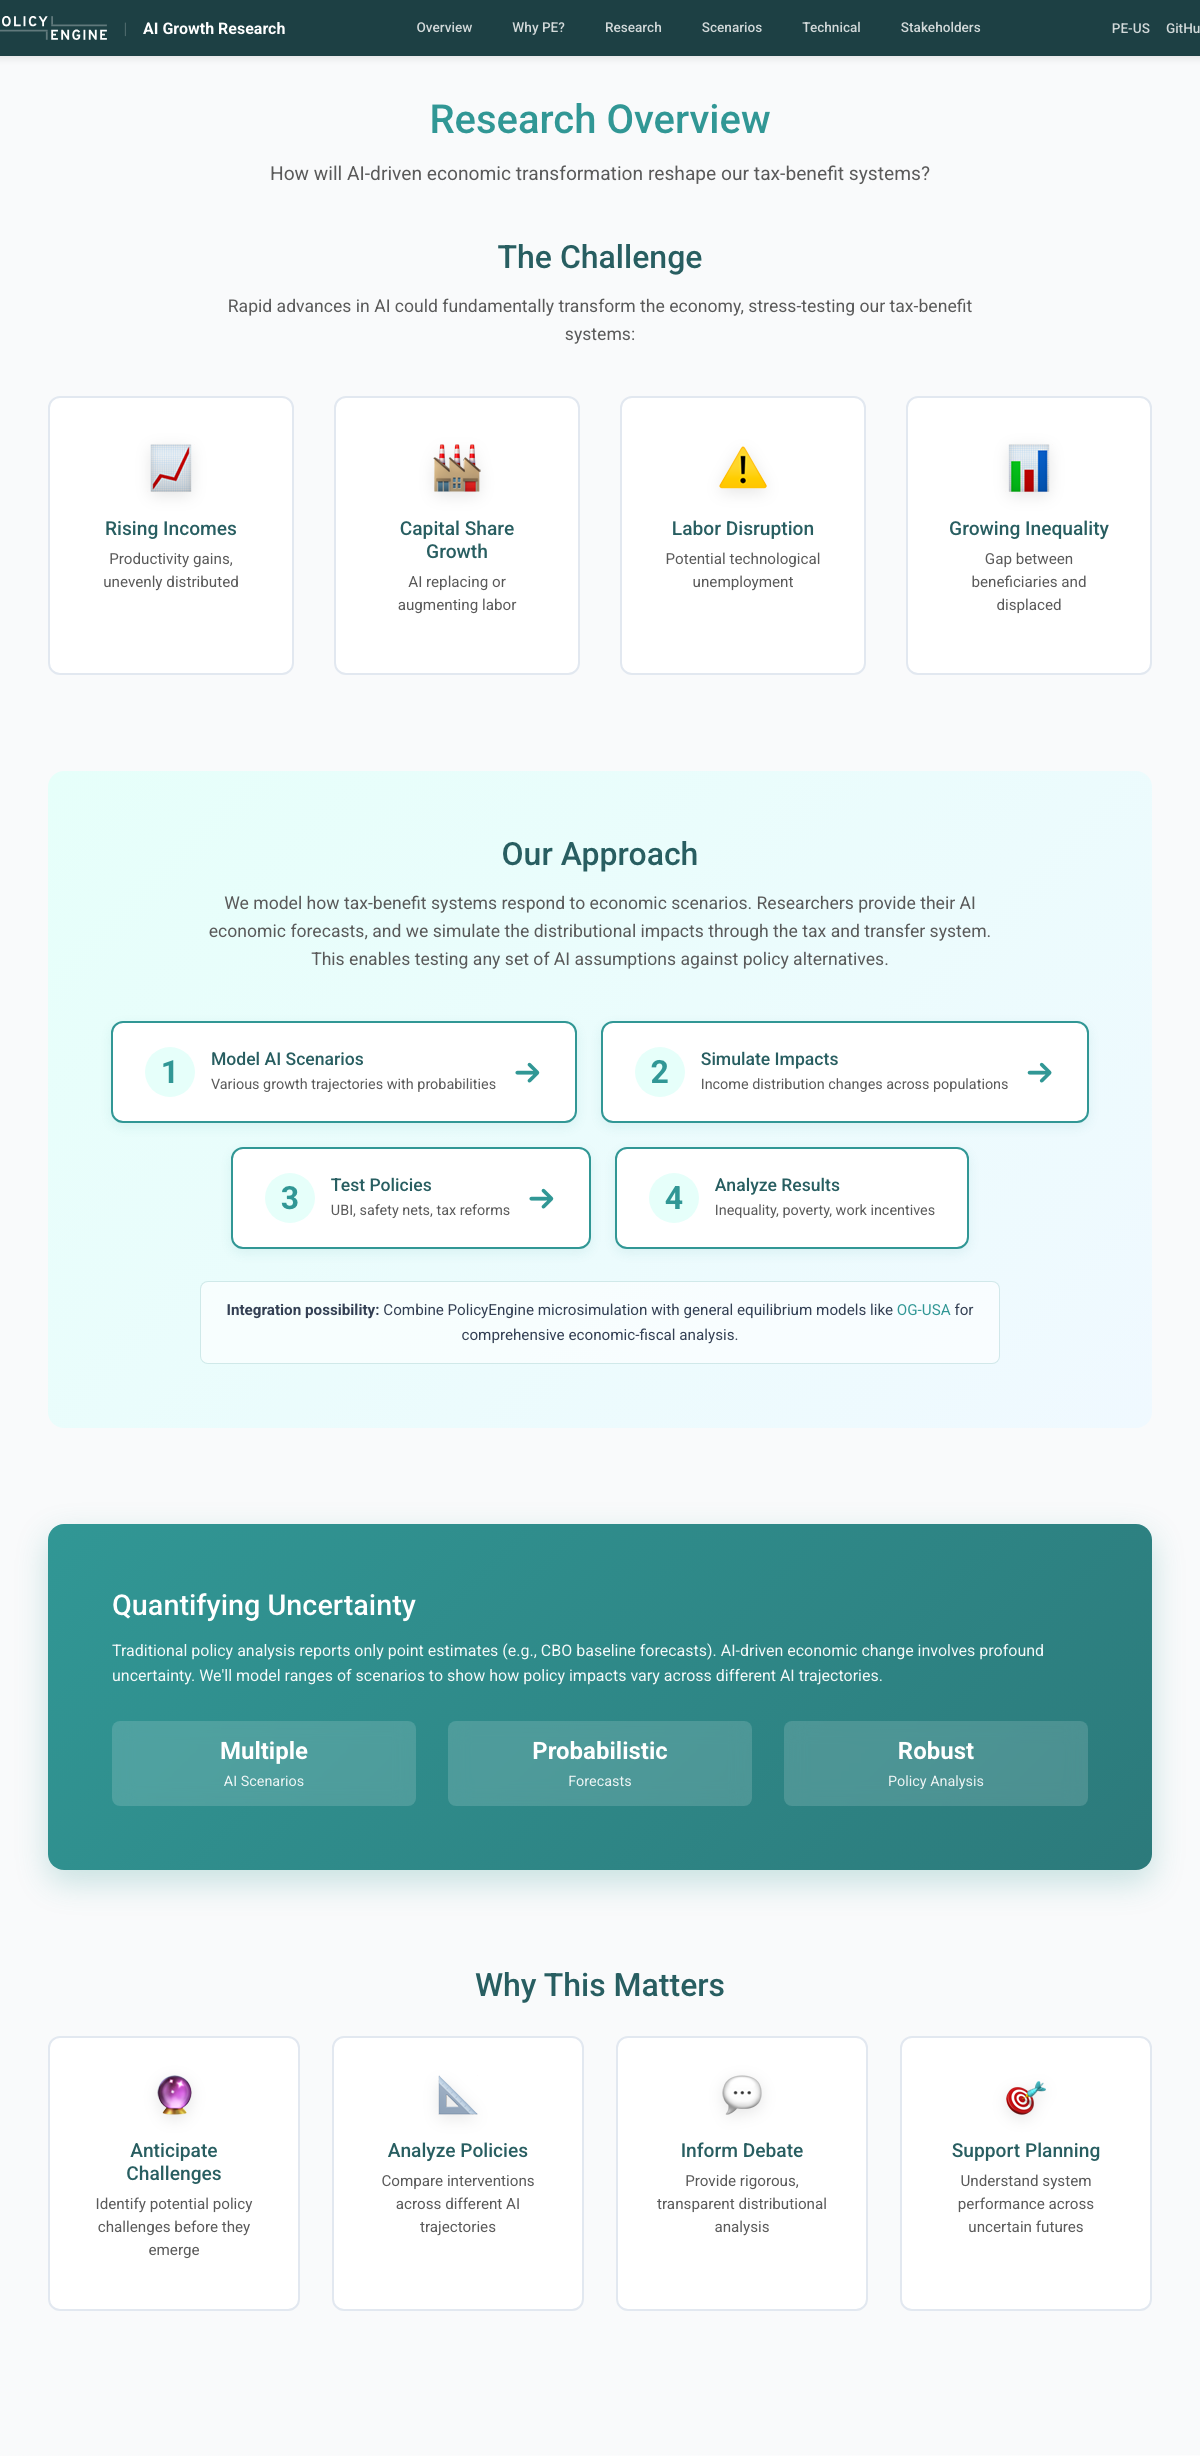 OLICY
ENGINE
AI Growth Research
Overview
Why PE?
Research
Scenarios
Technical
Stakeholders
PE-US
GitHu
Research Overview
How will AI-driven economic transformation reshape our tax-benefit systems?
The Challenge
Rapid advances in AI could fundamentally transform the economy, stress-testing our tax-benefit
systems:
Rising Incomes
Productivity gains,
unevenly distributed
Capital Share
Growth
AI replacing or
augmenting labor
Labor Disruption
Potential technological
unemployment
Growing Inequality
Gap between
beneficiaries and
displaced
Our Approach
We model how tax-benefit systems respond to economic scenarios. Researchers provide their AI
economic forecasts, and we simulate the distributional impacts through the tax and transfer system.
This enables testing any set of AI assumptions against policy alternatives.
1
Model AI Scenarios
Various growth trajectories with probabilities
2
Simulate Impacts
Income distribution changes across populations
3
Test Policies
UBI, safety nets, tax reforms
4
Analyze Results
Inequality, poverty, work incentives
Integration possibility: Combine PolicyEngine microsimulation with general equilibrium models like OG-USA for
comprehensive economic-fiscal analysis.
Quantifying Uncertainty
Traditional policy analysis reports only point estimates (e.g., CBO baseline forecasts). AI-driven economic change involves profound
uncertainty. We'll model ranges of scenarios to show how policy impacts vary across different AI trajectories.
Multiple
AI Scenarios
Probabilistic
Forecasts
Robust
Policy Analysis
Why This Matters
Anticipate
Challenges
Identify potential policy
challenges before they
emerge
Analyze Policies
Compare interventions
across different AI
trajectories
Inform Debate
Provide rigorous,
transparent distributional
analysis
Support Planning
Understand system
performance across
uncertain futures